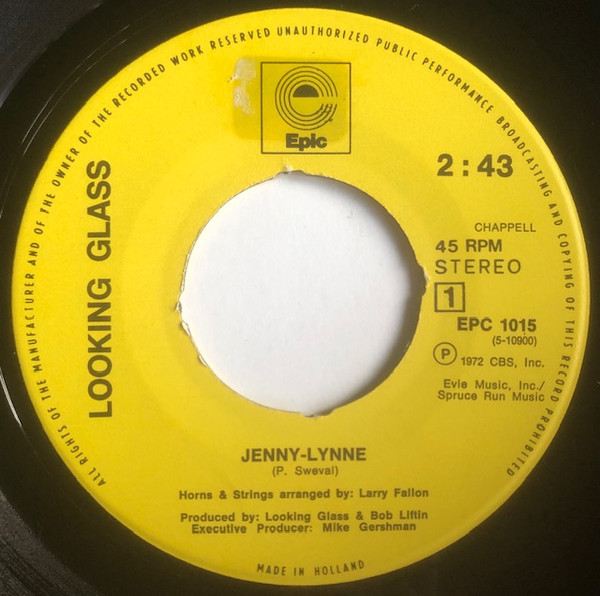 ALL RIGHTS OF THE MANUFACTURER AND OF THE OWNER OF THE RECORDED WORK RESERVED UNAUTHORIZED PUBLIC PERFORMANCE BROADCASTING AND COPYING OF THIS RECORD PROHIBITED
Epic
LOOKING GLASS
2:43
CHAPPELL
45 RPM
STEREO
1
EPC 1015
(5-10900)
Ⓟ 1972 CBS, Inc.
Evie Music, Inc./
Spruce Run Music
JENNY-LYNNE
(P. Sweval)
Horns & Strings arranged by: Larry Fallon
Produced by: Looking Glass & Bob Liftin
Executive Producer: Mike Gershman
MADE IN HOLLAND